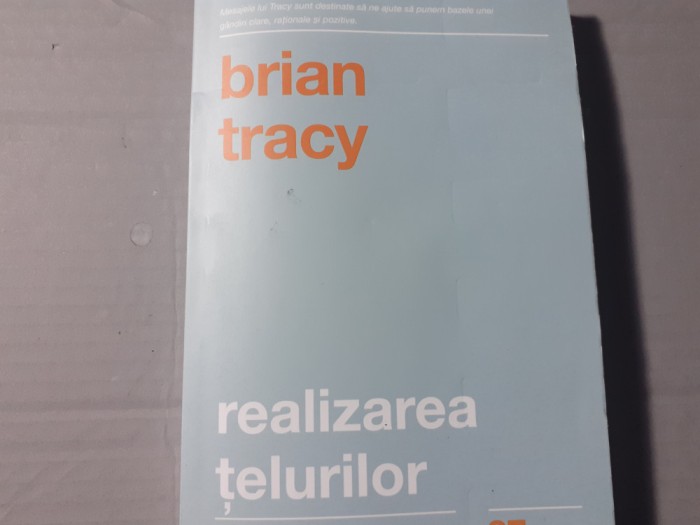 Mesajele lui Tracy sunt destinate să ne ajute să punem bazele unei
gândiri clare, raționale și pozitive.
brian
tracy
realizarea
țelurilor